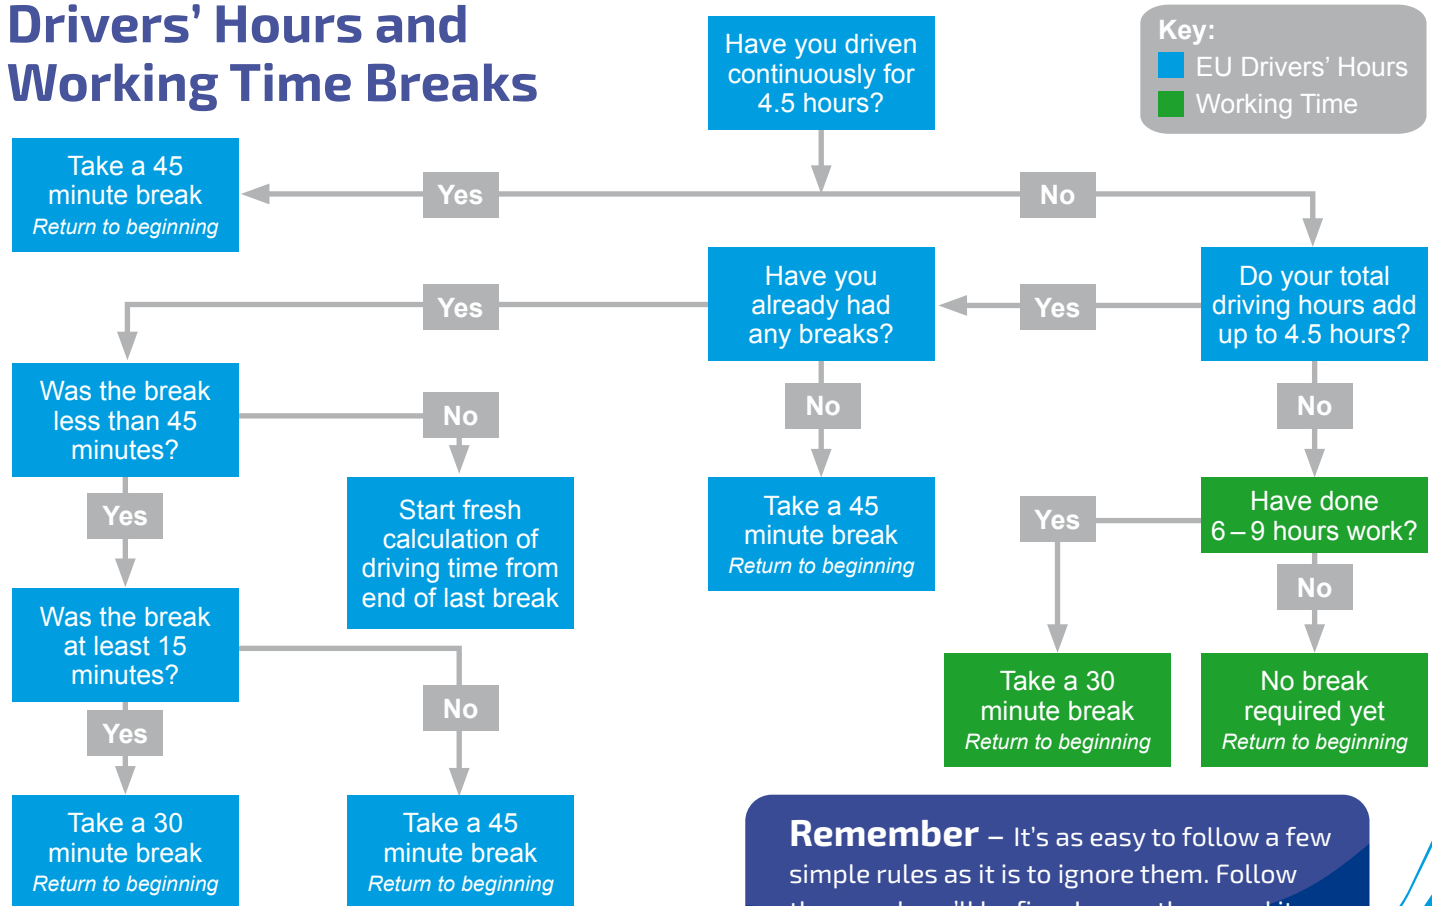 Drivers’ Hours and
Working Time Breaks
Have you driven
continuously for
4.5 hours?
Key:
EU Drivers’ Hours
Working Time
Take a 45
minute break
Return to beginning
Yes
No
Have you
already had
any breaks?
Yes
Yes
Do your total
driving hours add
up to 4.5 hours?
Was the break
less than 45
minutes?
No
No
No
Yes
Start fresh
calculation of
driving time from
end of last break
Take a 45
minute break
Return to beginning
Yes
Have done
6 – 9 hours work?
No
Was the break
at least 15
minutes?
Yes
No
Take a 30
minute break
Return to beginning
No break
required yet
Return to beginning
Take a 30
minute break
Return to beginning
Take a 45
minute break
Return to beginning
Remember – It’s as easy to follow a few
simple rules as it is to ignore them. Follow